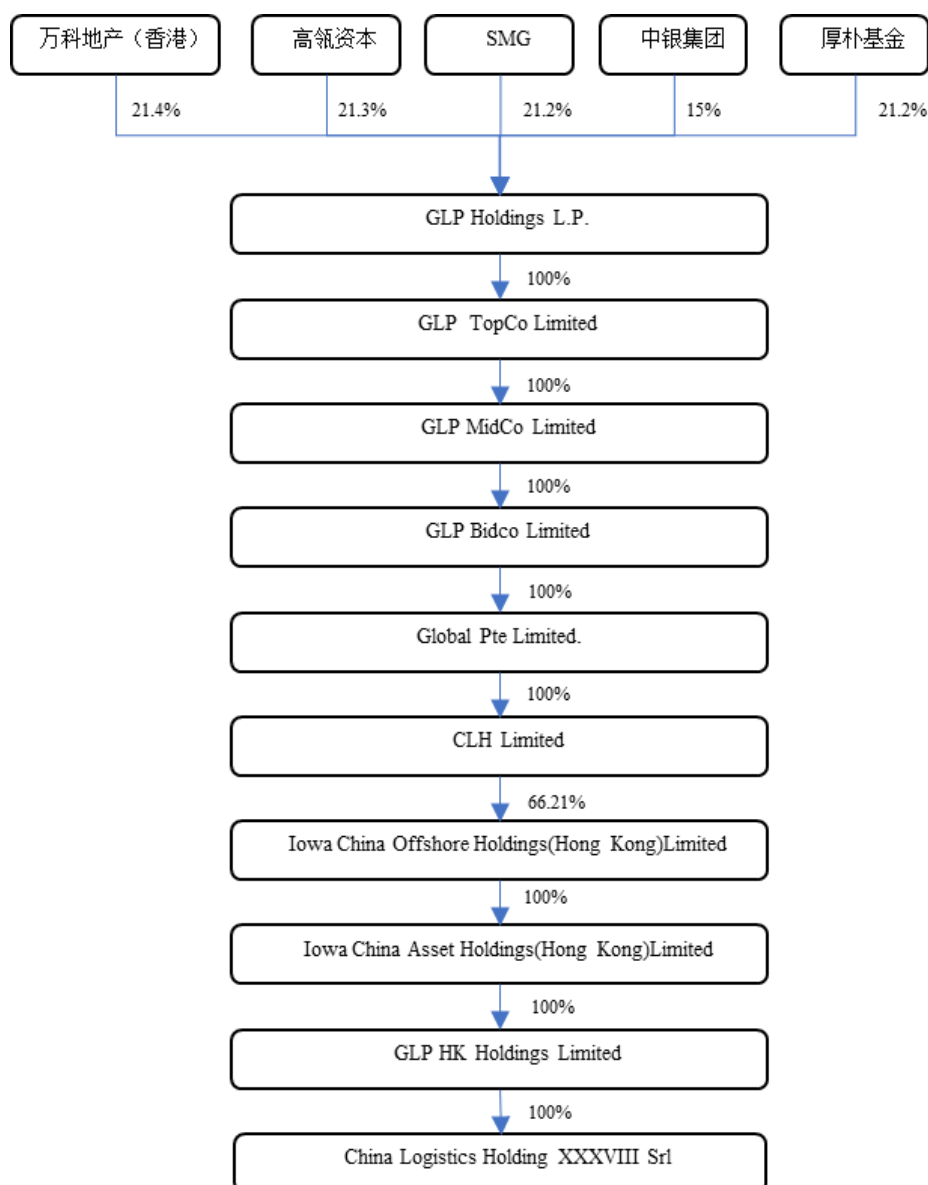 万科地产（香港）
高瓴资本
SMG
中银集团
厚朴基金
21.4%
21.3%
21.2%
15%
21.2%
GLP Holdings L.P.
100%
GLP TopCo Limited
100%
GLP MidCo Limited
100%
GLP Bidco Limited
100%
Global Pte Limited.
100%
CLH Limited
66.21%
Iowa China Offshore Holdings(Hong Kong)Limited
100%
Iowa China Asset Holdings(Hong Kong)Limited
100%
GLP HK Holdings Limited
100%
China Logistics Holding XXXVIII Srl